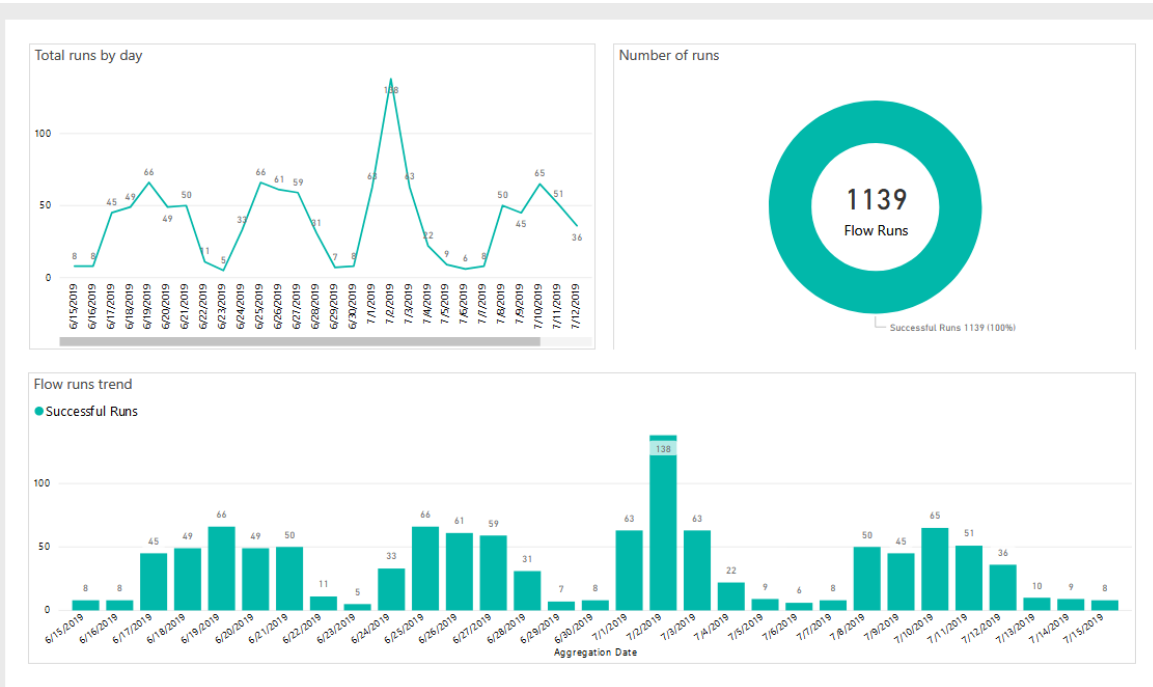 Total runs by day
100
50
0
8 8 45 49 66 49 50 11 5 33 66 61 59 31 7 8 63 138 63 22 9 6 8 50 45 65 51 36
6/15/2019 6/16/2019 6/17/2019 6/18/2019 6/19/2019 6/20/2019 6/21/2019 6/22/2019 6/23/2019 6/24/2019 6/25/2019 6/26/2019 6/27/2019 6/28/2019 6/29/2019 6/30/2019 7/1/2019 7/2/2019 7/3/2019 7/4/2019 7/5/2019 7/6/2019 7/7/2019 7/8/2019 7/9/2019 7/10/2019 7/11/2019 7/12/2019
Number of runs
1139
Flow Runs
Successful Runs 1139 (100%)
Flow runs trend
Successful Runs
100
50
0
8 8 45 49 66 49 50 11 5 33 66 61 59 31 7 8 63 138 63 22 9 6 8 50 45 65 51 36 10 9 8
6/15/2019 6/16/2019 6/17/2019 6/18/2019 6/19/2019 6/20/2019 6/21/2019 6/22/2019 6/23/2019 6/24/2019 6/25/2019 6/26/2019 6/27/2019 6/28/2019 6/29/2019 6/30/2019 7/1/2019 7/2/2019 7/3/2019 7/4/2019 7/5/2019 7/6/2019 7/7/2019 7/8/2019 7/9/2019 7/10/2019 7/11/2019 7/12/2019 7/13/2019 7/14/2019 7/15/2019
Aggregation Date